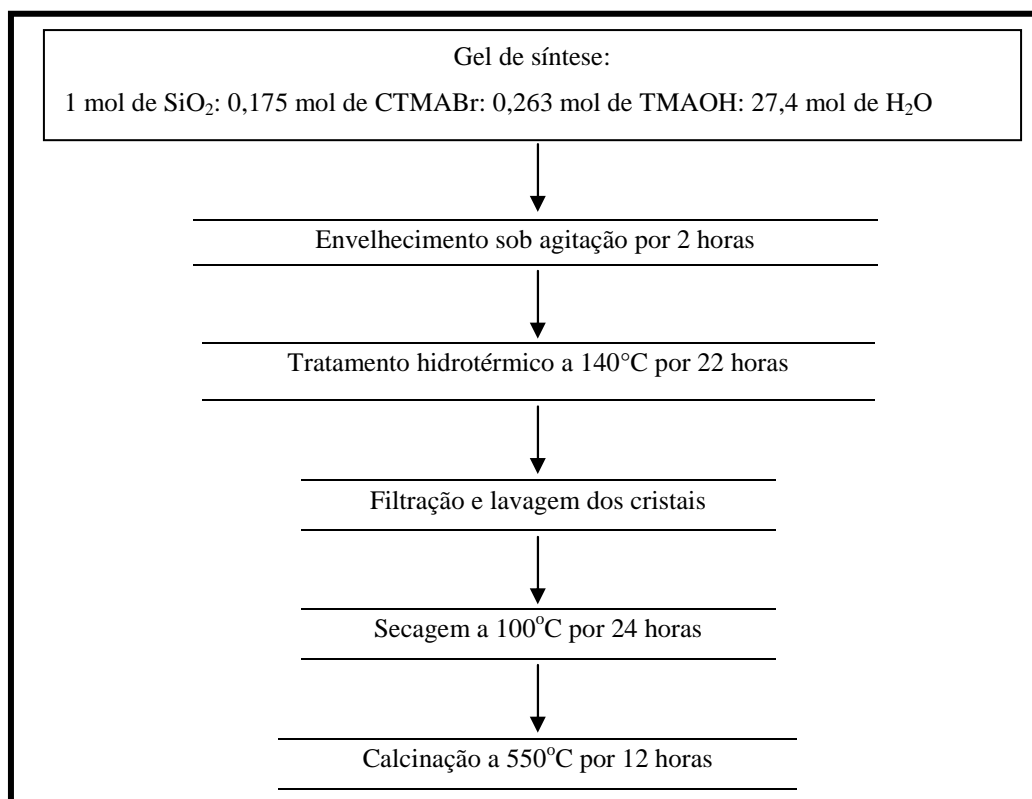 Gel de síntese:
1 mol de SiO₂: 0,175 mol de CTMABr: 0,263 mol de TMAOH: 27,4 mol de H₂O
Envelhecimento sob agitação por 2 horas
Tratamento hidrotérmico a 140°C por 22 horas
Filtração e lavagem dos cristais
Secagem a 100ºC por 24 horas
Calcinação a 550ºC por 12 horas